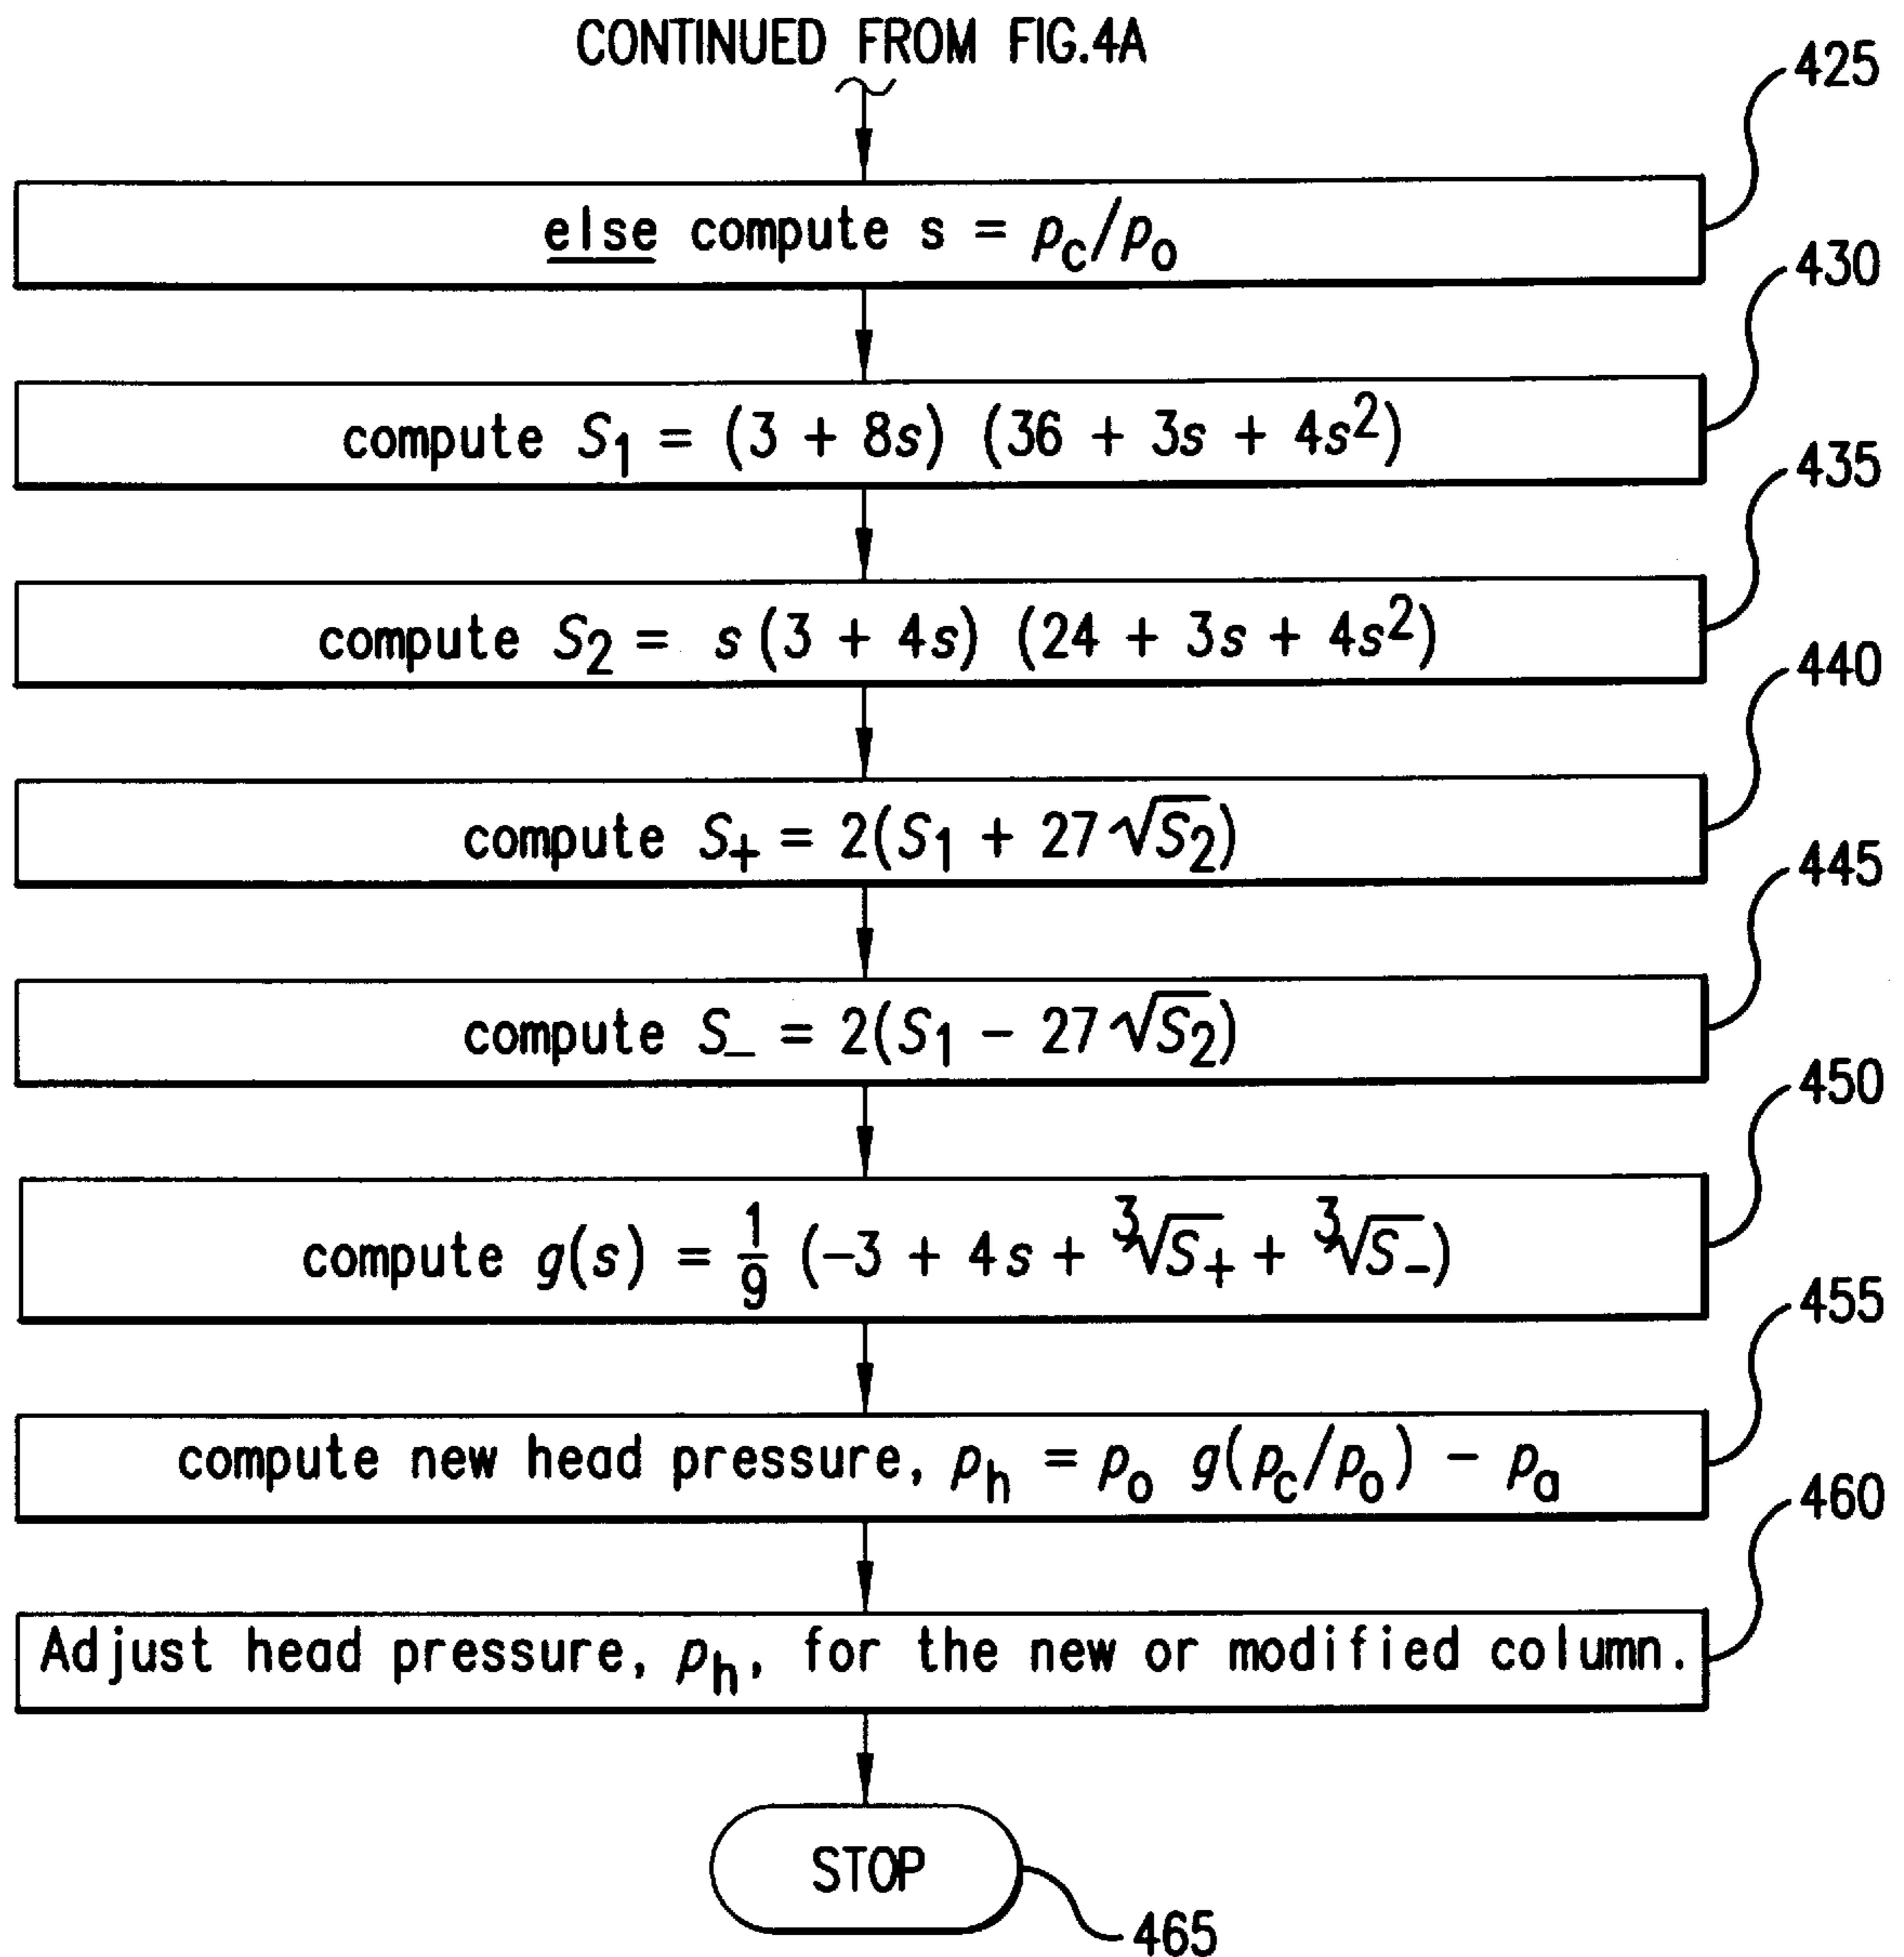 CONTINUED FROM FIG.4A
425
else compute s = pc/po
430
compute S1 = (3 + 8s) (36 + 3s + 4s²)
435
compute S2 = s(3 + 4s) (24 + 3s + 4s²)
440
compute S+ = 2(S1 + 27√S2)
445
compute S– = 2(S1 – 27√S2)
450
compute g(s) = 1/9 (–3 + 4s + ³√S+ + ³√S–)
455
compute new head pressure, ph = po g(pc/po) – pa
460
Adjust head pressure, ph, for the new or modified column.
STOP
465